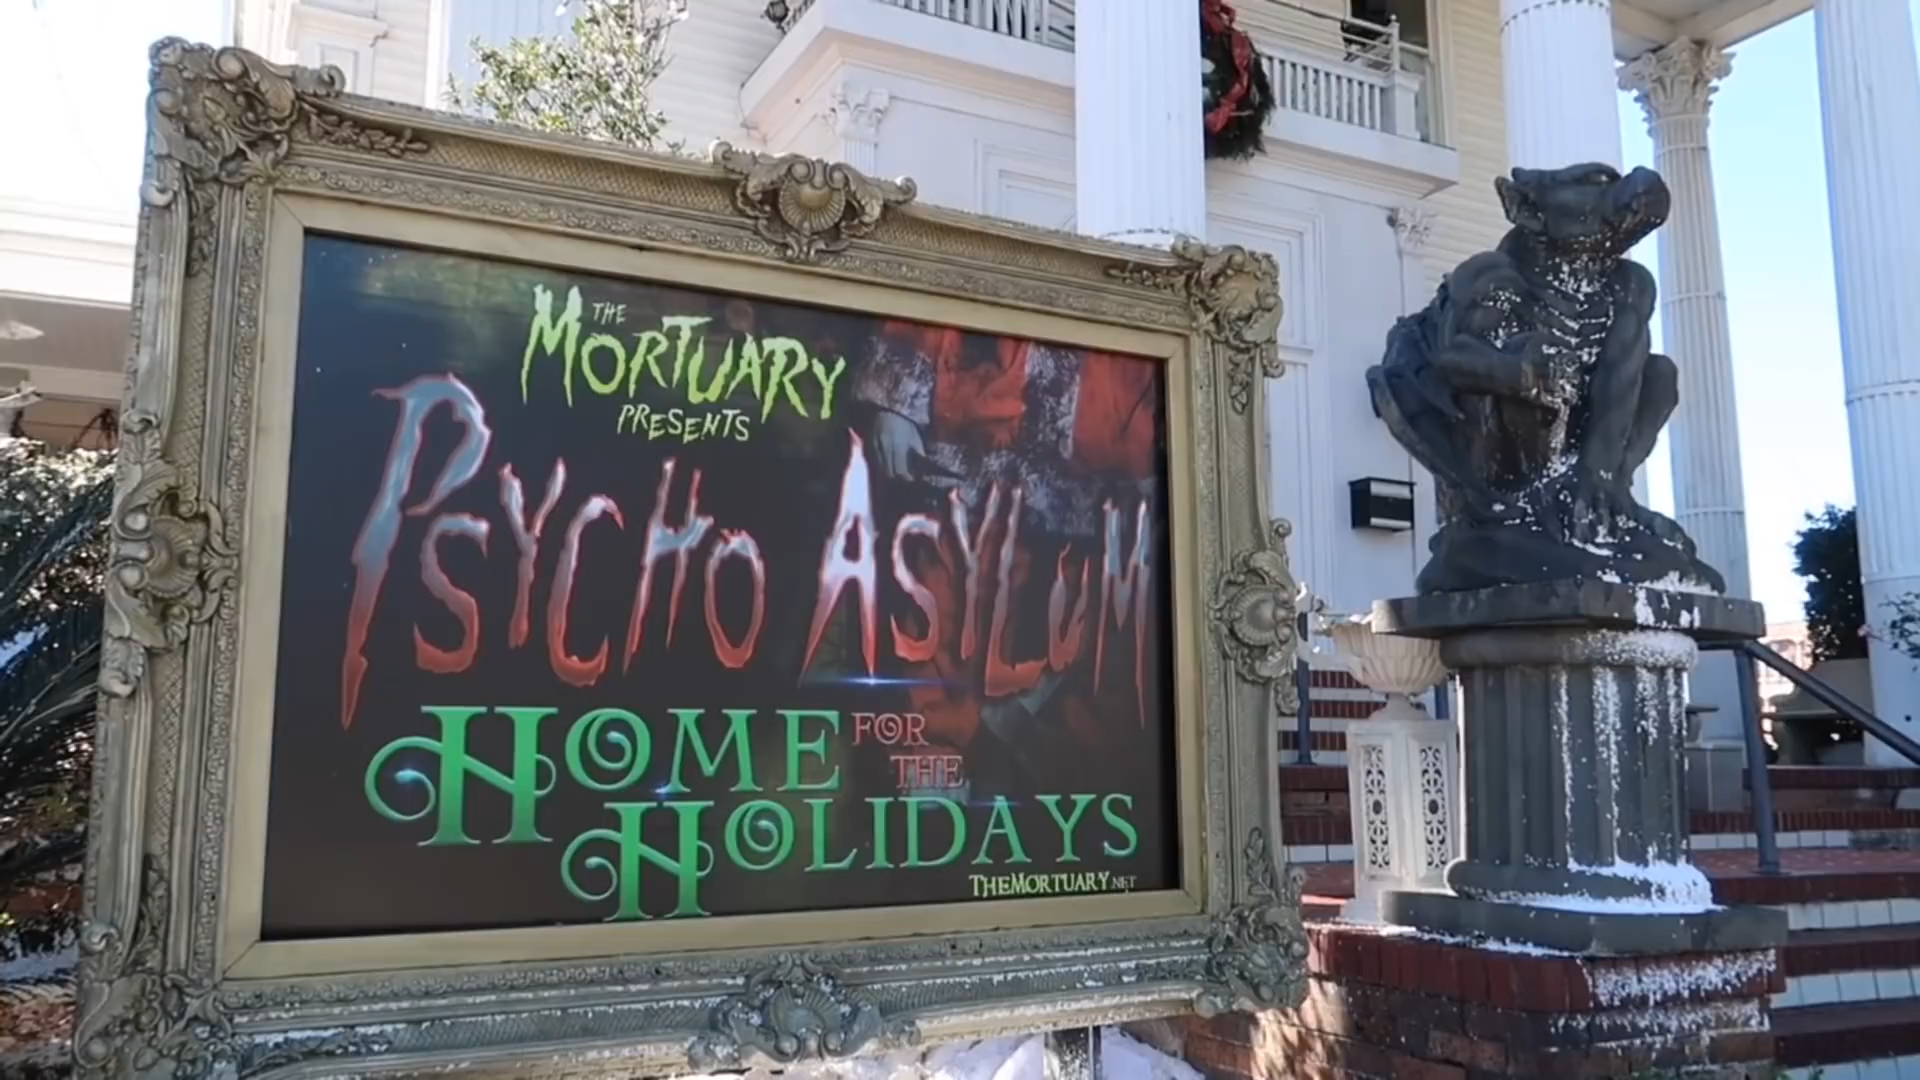 THE
MORTUARY
PRESENTS
PSYCHO ASYLUM
HOME FOR
THE
HOLIDAYS
THEMORTUARY.NET